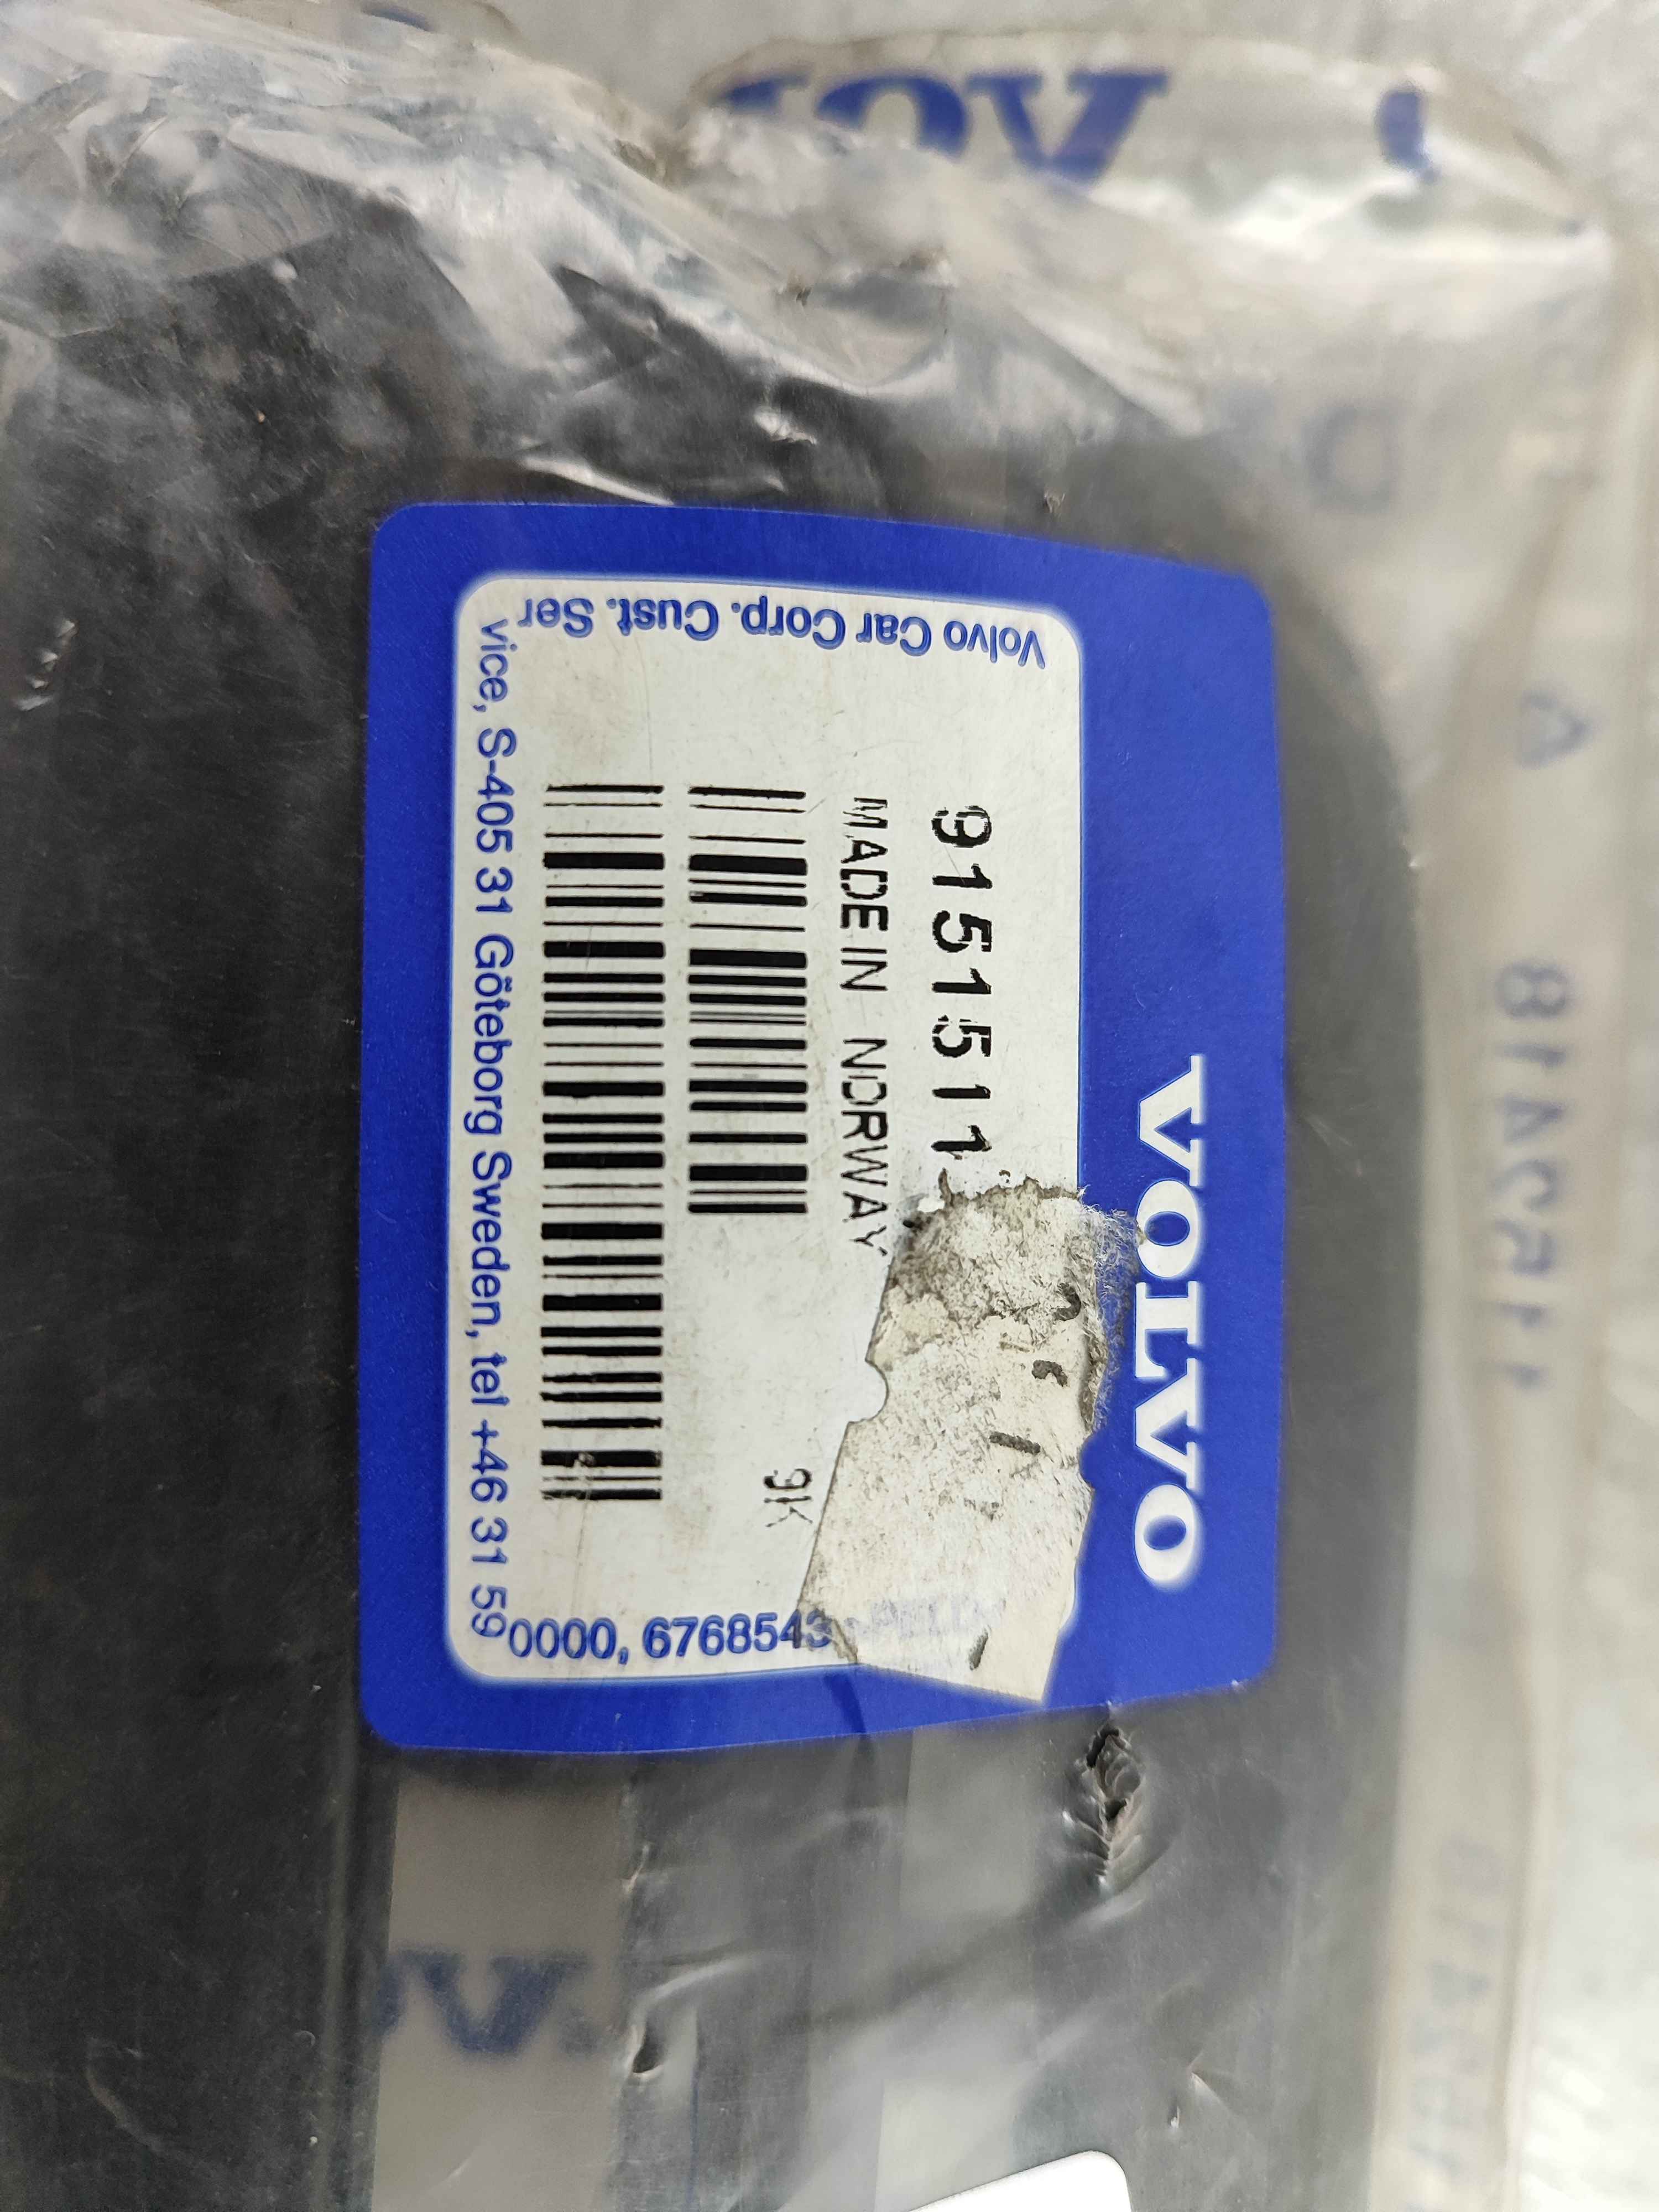 VOLVO
9151511
MADE IN NORWAY
9K
Volvo Car Corp. Cust. Ser
vice, S-405 31 Göteborg Sweden, tel +46 31 59
0000, 6768543